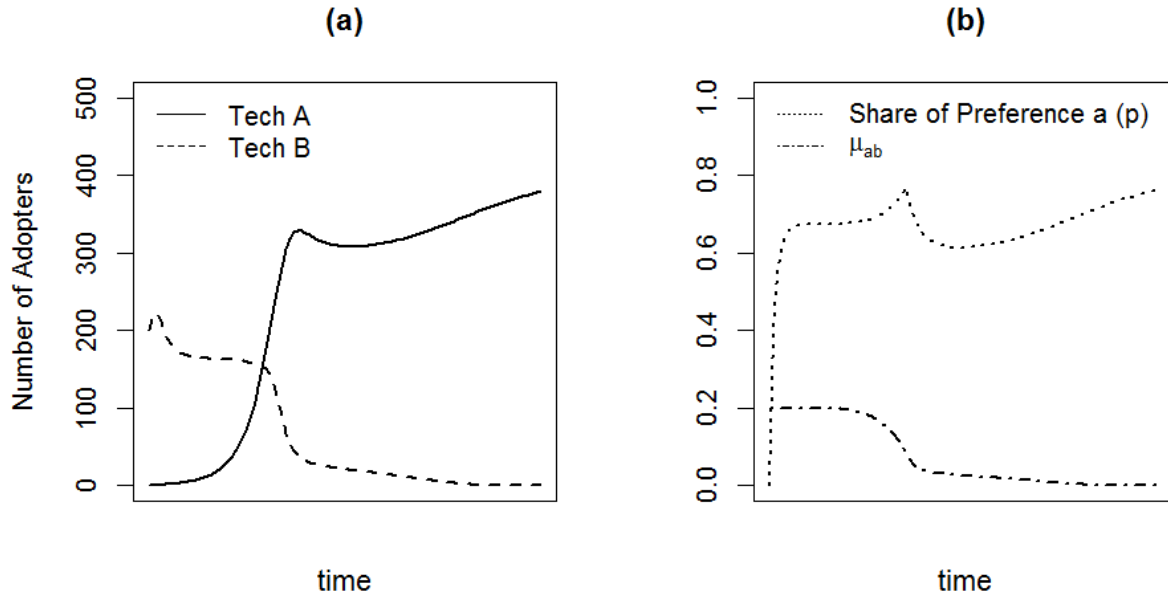 (a)
Number of Adopters
500
400
300
200
100
0
Tech A
Tech B
time
(b)
1.0
0.8
0.6
0.4
0.2
0.0
Share of Preference a (p)
μab
time